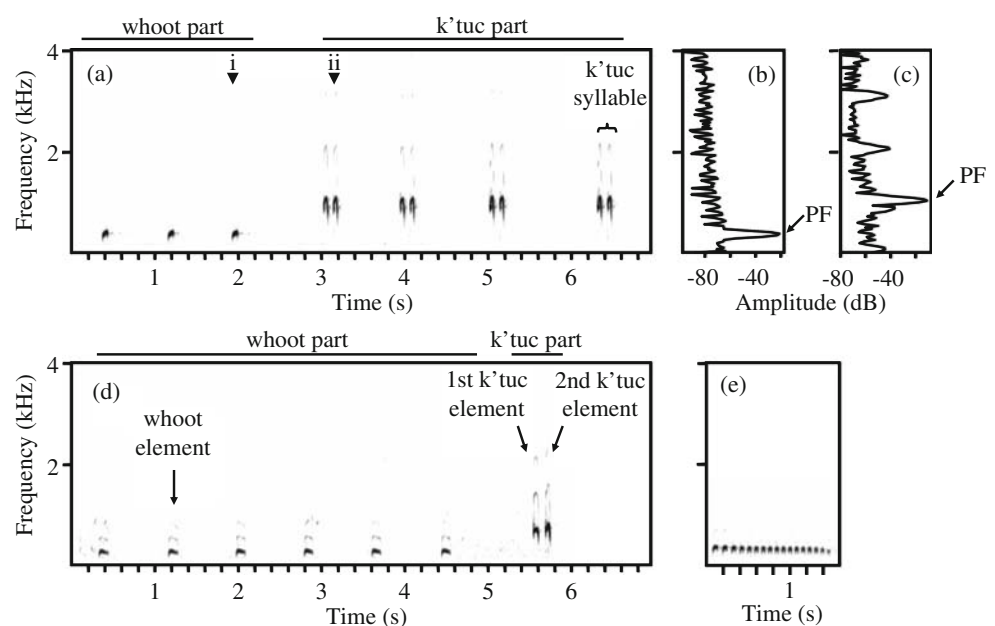 whoot part
k'tuc part
4
2
Frequency (kHz)
(a)
i
ii
k'tuc
syllable
1 2 3 4 5 6
Time (s)
(b)
PF
-80 -40
(c)
PF
-80 -40
Amplitude (dB)
whoot part
k'tuc part
4
2
Frequency (kHz)
(d)
whoot
element
1st k'tuc
element
2nd k'tuc
element
1 2 3 4 5 6
Time (s)
(e)
1
Time (s)